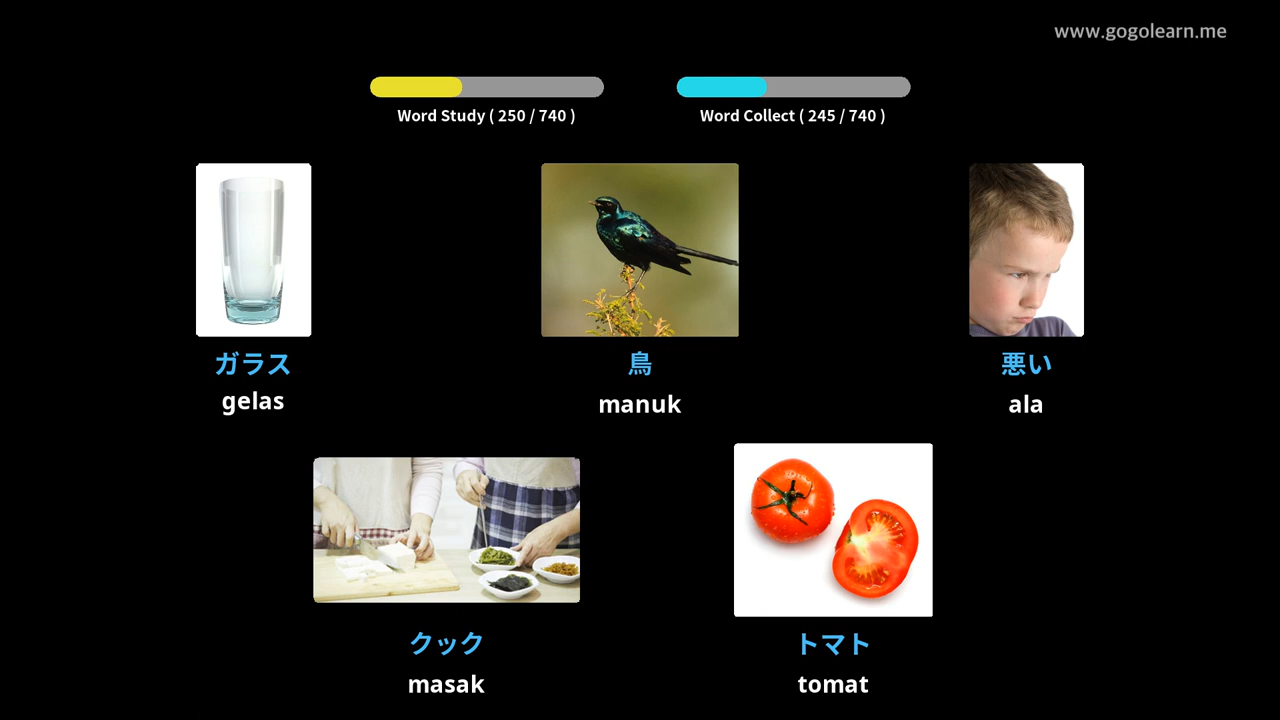 www.gogolearn.me
Word Study ( 250 / 740 )
Word Collect ( 245 / 740 )
ガラス
gelas
鳥
manuk
悪い
ala
クック
masak
トマト
tomat